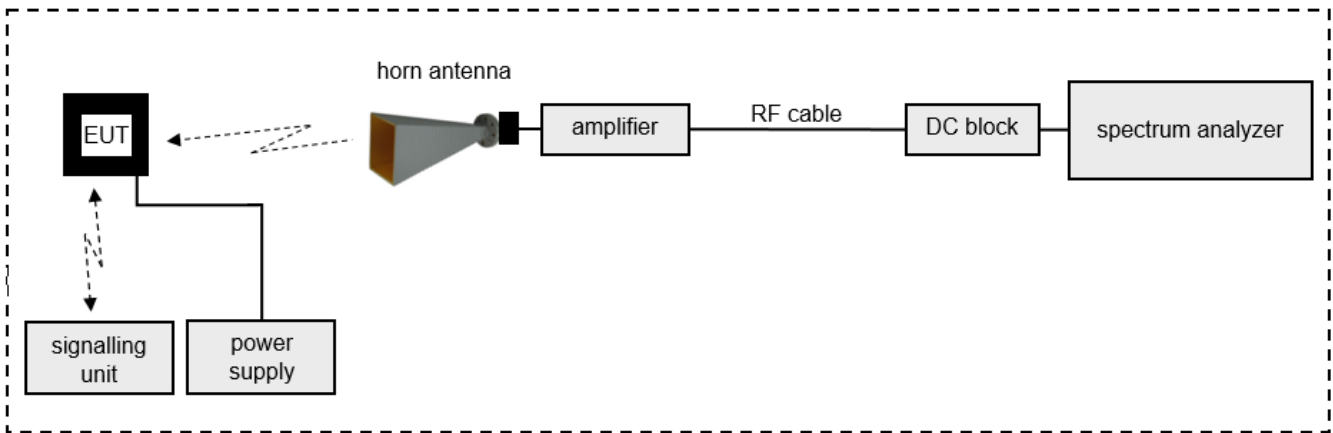 horn antenna
EUT
amplifier
RF cable
DC block
spectrum analyzer
signalling
unit
power
supply